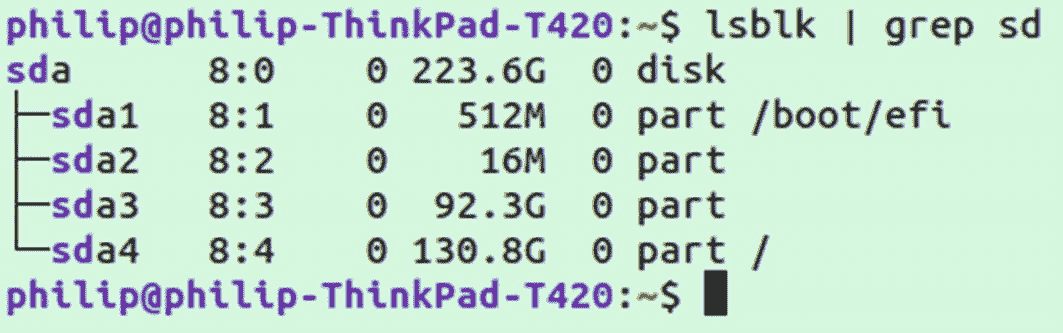 philip@philip-ThinkPad-T420:~$ lsblk | grep sd
sda      8:0    0 223.6G  0 disk
├─sda1   8:1    0   512M  0 part /boot/efi
├─sda2   8:2    0    16M  0 part
├─sda3   8:3    0  92.3G  0 part
└─sda4   8:4    0 130.8G  0 part /
philip@philip-ThinkPad-T420:~$